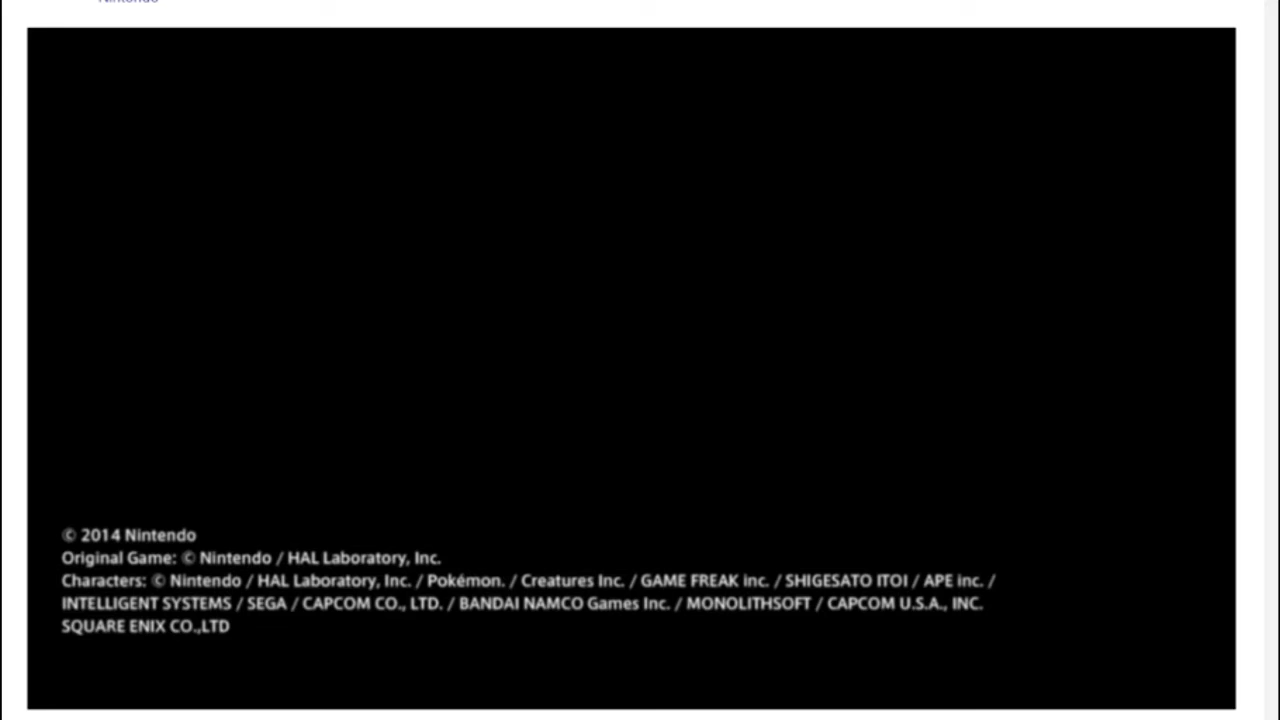 Nintendo
© 2014 Nintendo
Original Game: © Nintendo / HAL Laboratory, Inc.
Characters: © Nintendo / HAL Laboratory, Inc. / Pokémon. / Creatures Inc. / GAME FREAK inc. / SHIGESATO ITOI / APE inc. /
INTELLIGENT SYSTEMS / SEGA / CAPCOM CO., LTD. / BANDAI NAMCO Games Inc. / MONOLITHSOFT / CAPCOM U.S.A., INC.
SQUARE ENIX CO.,LTD